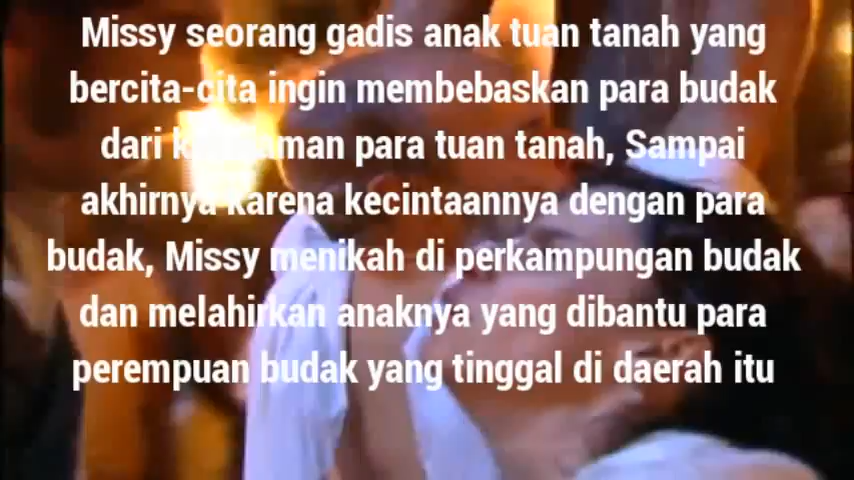 Missy seorang gadis anak tuan tanah yang
bercita-cita ingin membebaskan para budak
dari kekejaman para tuan tanah, Sampai
akhirnya karena kecintaannya dengan para
budak, Missy menikah di perkampungan budak
dan melahirkan anaknya yang dibantu para
perempuan budak yang tinggal di daerah itu